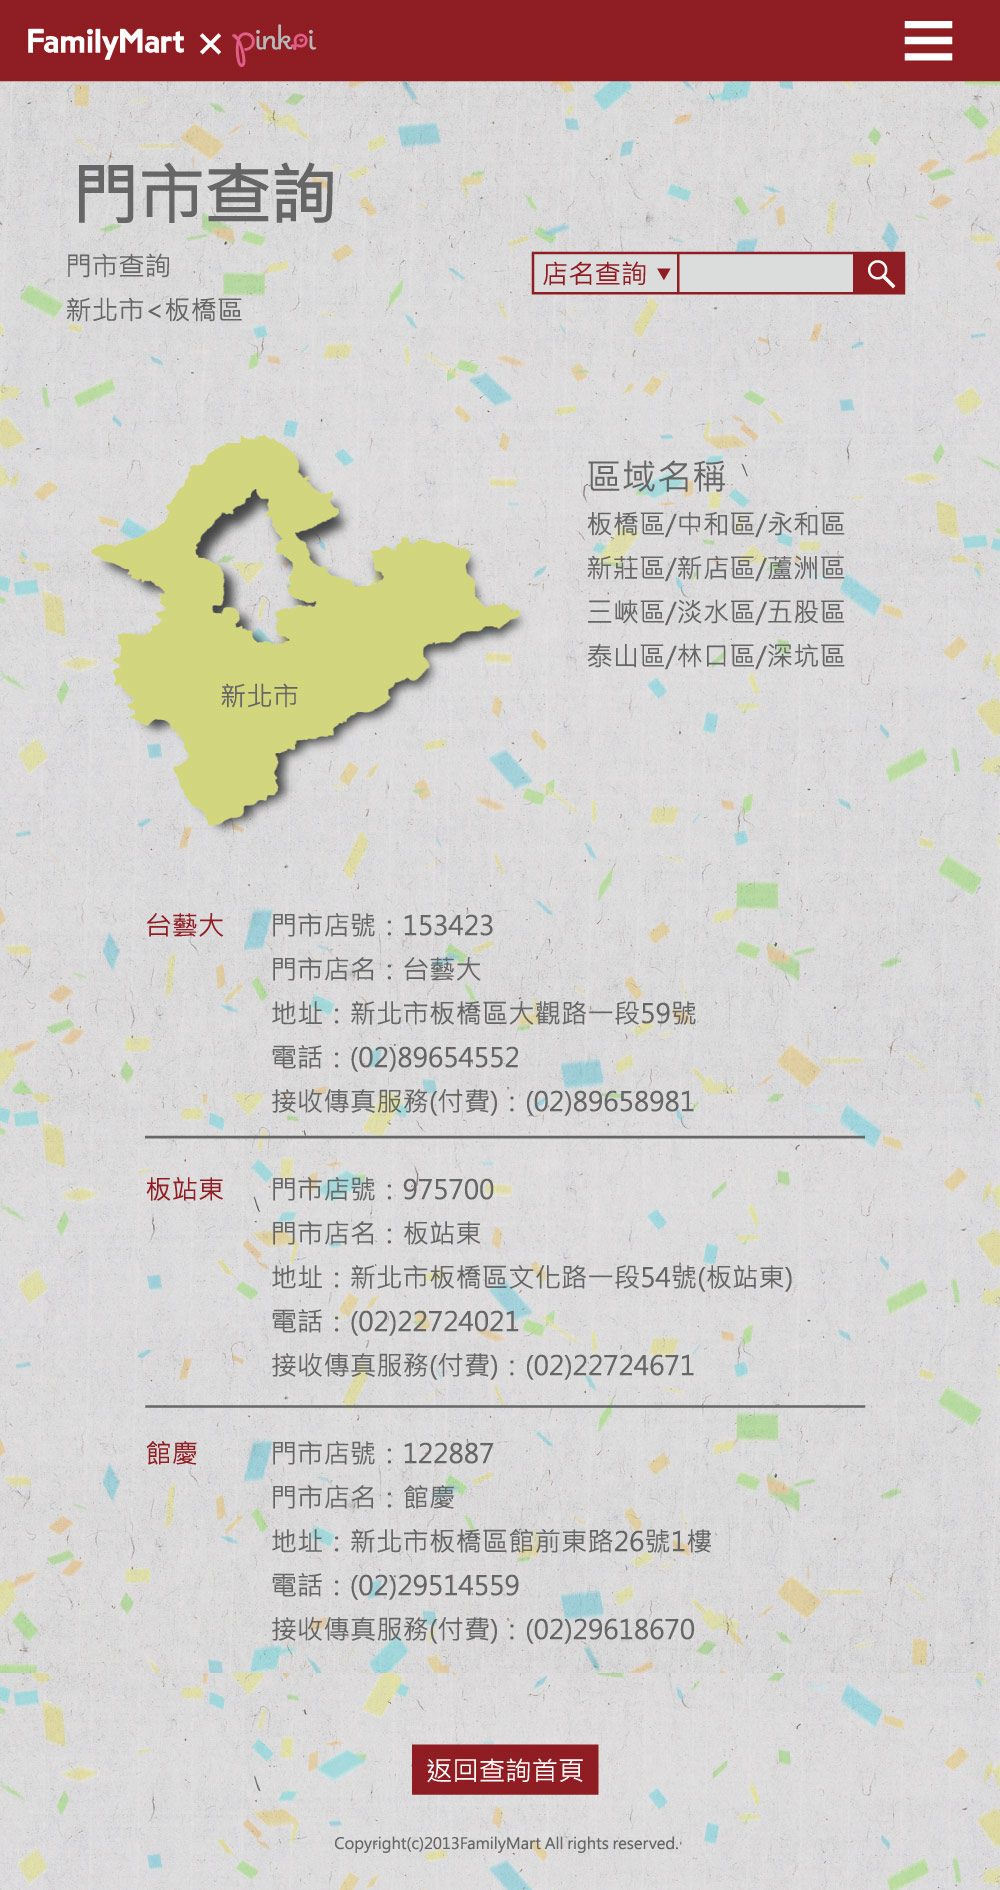 FamilyMart × pinkoi
門市查詢
門市查詢
新北市<板橋區
店名查詢 ▼
區域名稱
板橋區/中和區/永和區
新莊區/新店區/蘆洲區
三峽區/淡水區/五股區
泰山區/林口區/深坑區
新北市
台藝大
門市店號：153423
門市店名：台藝大
地址：新北市板橋區大觀路一段59號
電話：(02)89654552
接收傳真服務(付費)：(02)89658981
板站東
門市店號：975700
門市店名：板站東
地址：新北市板橋區文化路一段54號(板站東)
電話：(02)22724021
接收傳真服務(付費)：(02)22724671
館慶
門市店號：122887
門市店名：館慶
地址：新北市板橋區館前東路26號1樓
電話：(02)29514559
接收傳真服務(付費)：(02)29618670
返回查詢首頁
Copyright(c)2013FamilyMart All rights reserved.